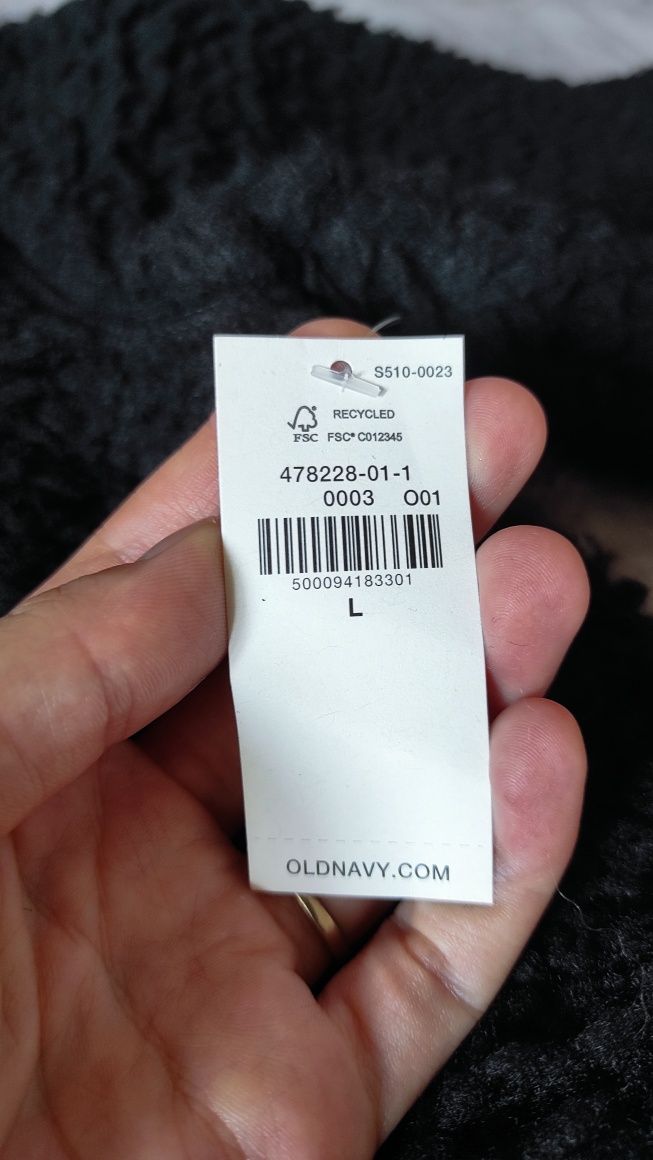 S510-0023
RECYCLED
FSC FSC® C012345
478228-01-1
0003 O01
500094183301
L
OLDNAVY.COM